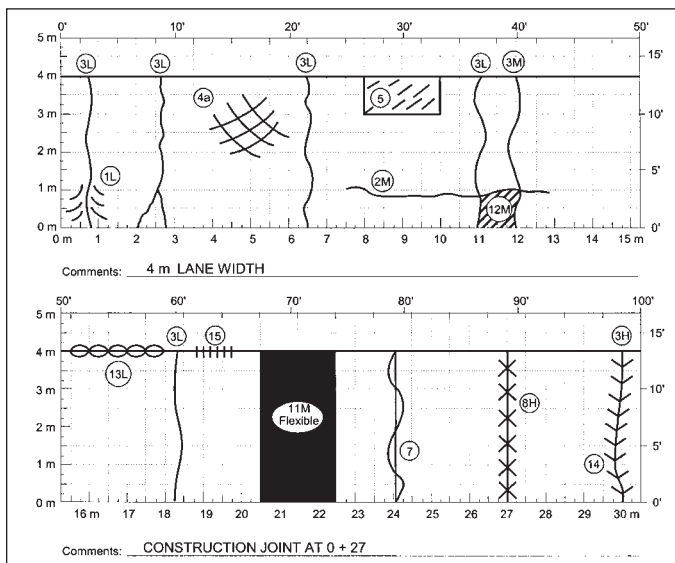 0' 10' 20' 30' 40' 50'
5 m
15'
3L 3L 3L 3L 3M
4 m
4a 5
3 m
10'
2 m
1L 2M
5'
1 m
12M
0 m
0'
0 m 1 2 3 4 5 6 7 8 9 10 11 12 13 14 15 m
Comments: 4 m LANE WIDTH
50' 60' 70' 80' 90' 100'
5 m
15'
3L 15 3H
4 m
13L
3 m
10'
11M
Flexible
8H
2 m
7 14
5'
1 m
0 m
0'
16 m 17 18 19 20 21 22 23 24 25 26 27 28 29 30 m
Comments: CONSTRUCTION JOINT AT 0 + 27